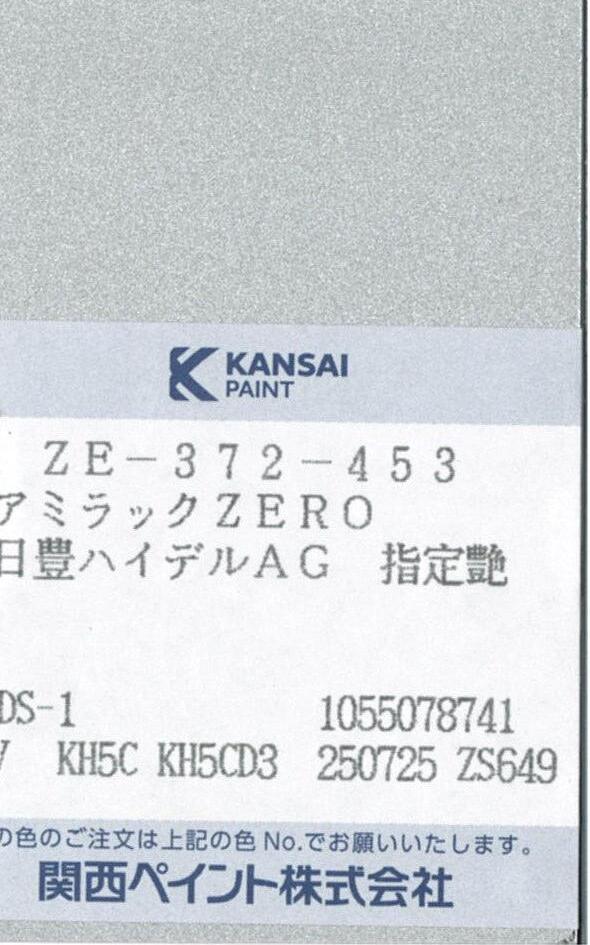 KANSAI
PAINT
ZE-372-453
アミラックZERO
日豊ハイデルAG 指定艶
DS-1 1055078741
KH5C KH5CD3 250725 ZS649
の色のご注文は上記の色 No.でお願いいたします。
関西ペイント株式会社